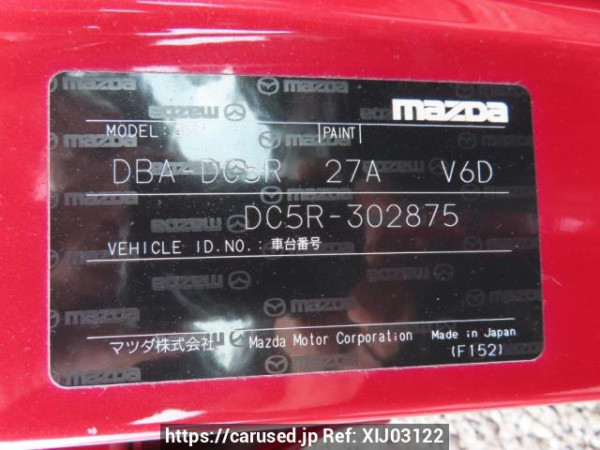 mazda
MODEL: PAINT
DBA-DC5R 27A V6D
DC5R-302875
VEHICLE ID.NO.: 車台番号
マツダ株式会社 Mazda Motor Corporation Made in Japan
(F152)
https://carused.jp Ref: XIJ03122